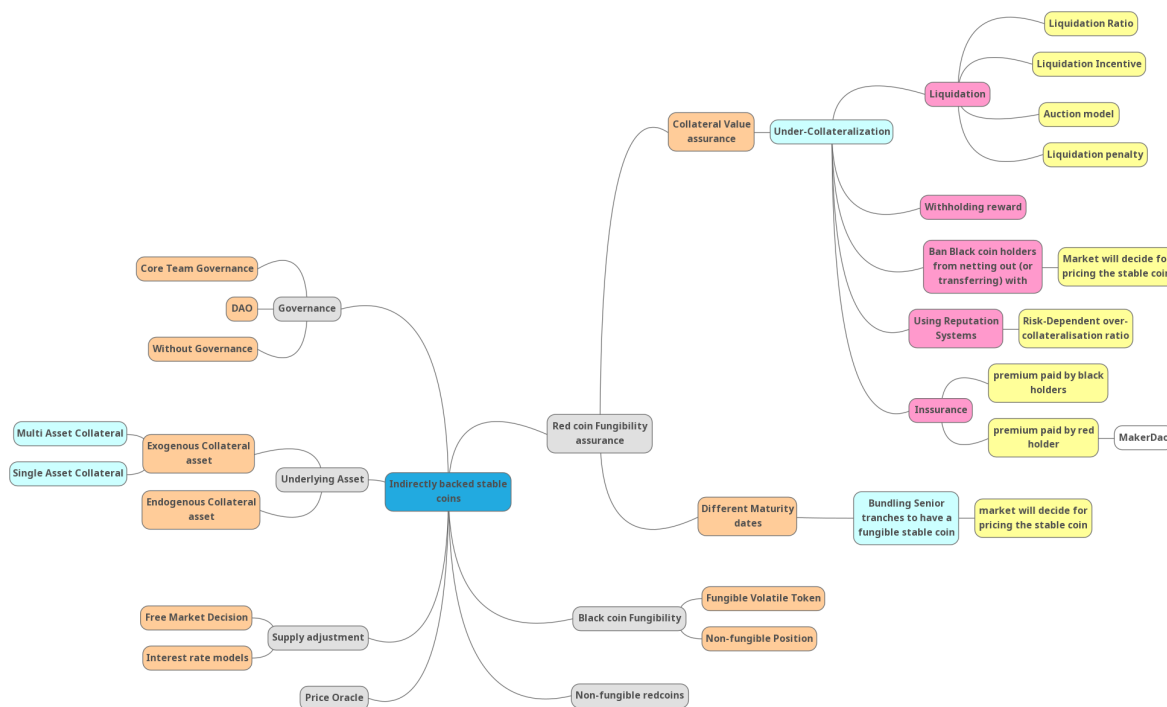 Liquidation Ratio
Liquidation Incentive
Liquidation
Auction model
Liquidation penalty
Collateral Value
assurance
Under-Collateralization
Withholding reward
Ban Black coin holders
from netting out (or
transferring) with
Market will decide fo
pricing the stable coin
Using Reputation
Systems
Risk-Dependent over-
collateralisation ratio
Inssurance
premium paid by black
holders
premium paid by red
holder
MakerDao
Core Team Governance
DAO
Governance
Without Governance
Red coin Fungibility
assurance
Multi Asset Collateral
Single Asset Collateral
Exogenous Collateral
asset
Endogenous Collateral
asset
Underlying Asset
Indirectly backed stable
coins
Different Maturity
dates
Bundling Senior
tranches to have a
fungible stable coin
market will decide for
pricing the stable coin
Free Market Decision
Interest rate models
Supply adjustment
Price Oracle
Black coin Fungibility
Fungible Volatile Token
Non-fungible Position
Non-fungible redcoins